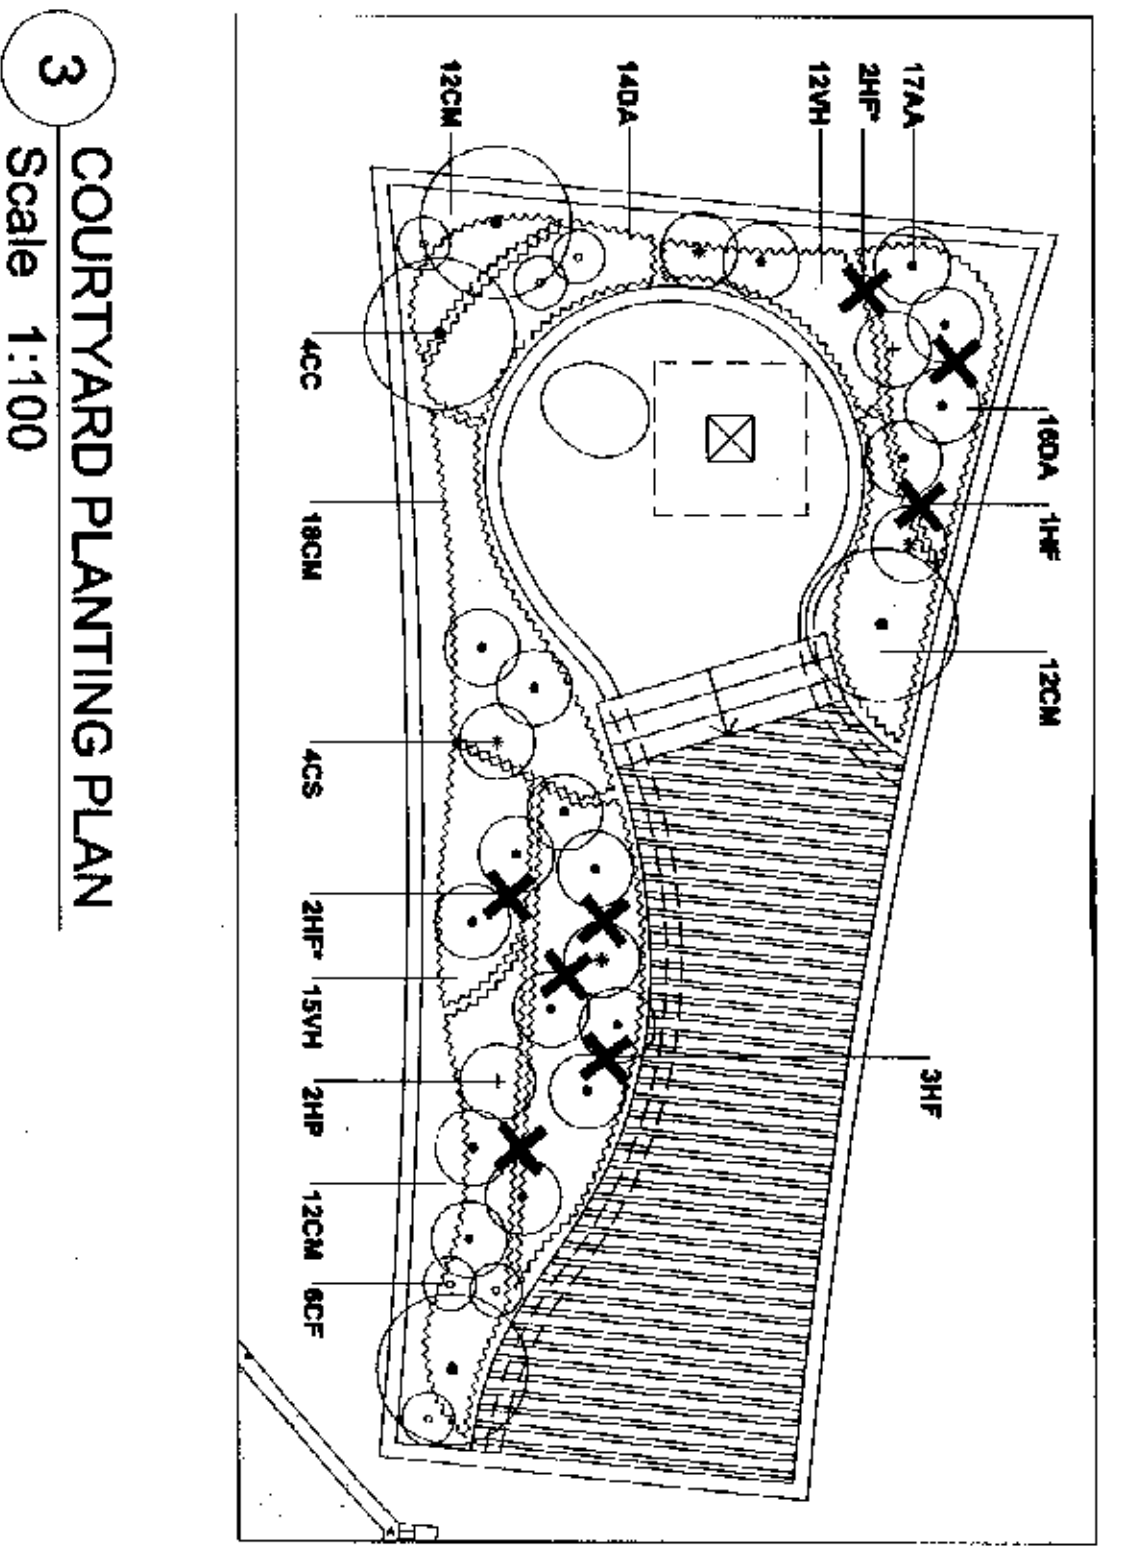 3
COURTYARD PLANTING PLAN
Scale 1:100
12CM
14DA
12VH
2HF*
17AA
4CC
18CM
4CS
2HF*
15VH
2HP
12CM
6CF
16DA
1HF
12CM
3HF